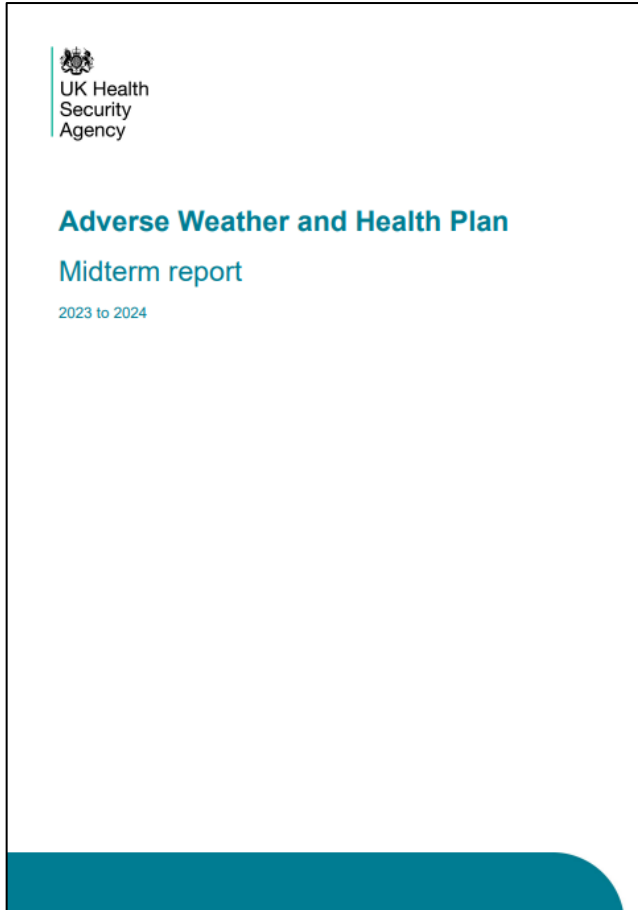 UK Health
Security
Agency
Adverse Weather and Health Plan
Midterm report
2023 to 2024